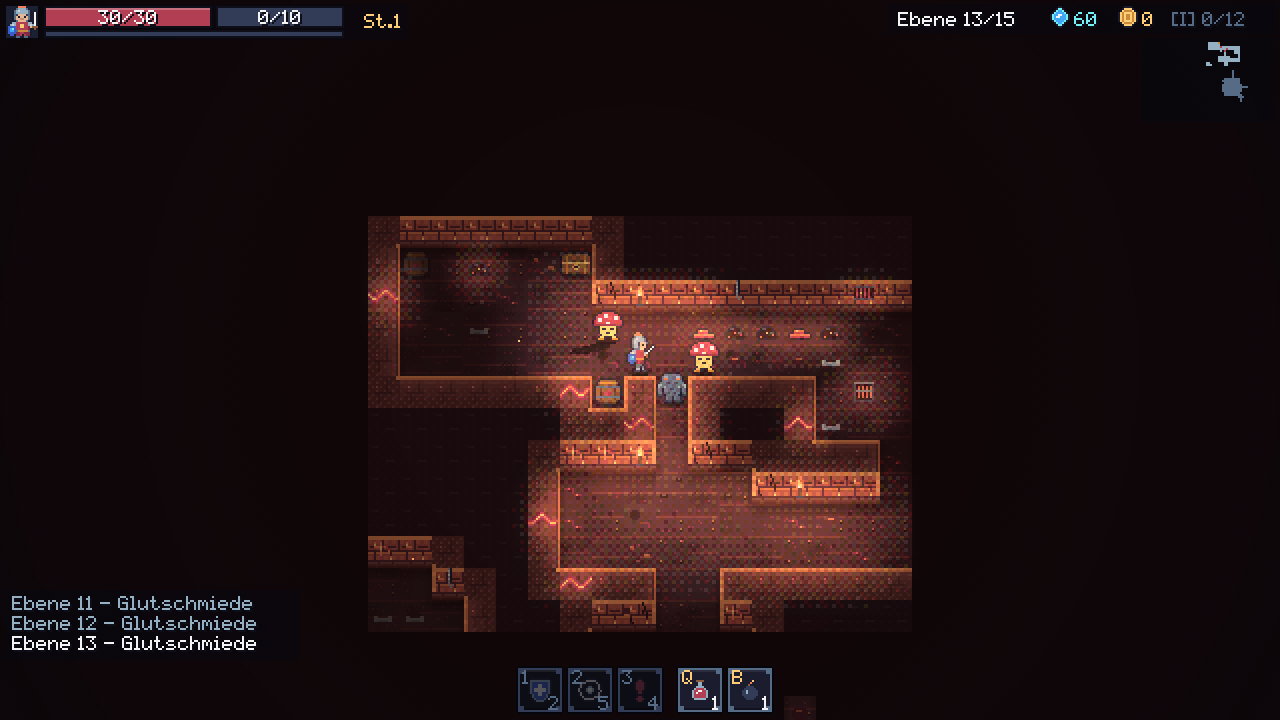 30/30
0/10
St.1
Ebene 13/15
60
0
[I] 0/12
Ebene 11 – Glutschmiede
Ebene 12 – Glutschmiede
Ebene 13 – Glutschmiede
1 2
2 5
3 4
Q 1
B 1